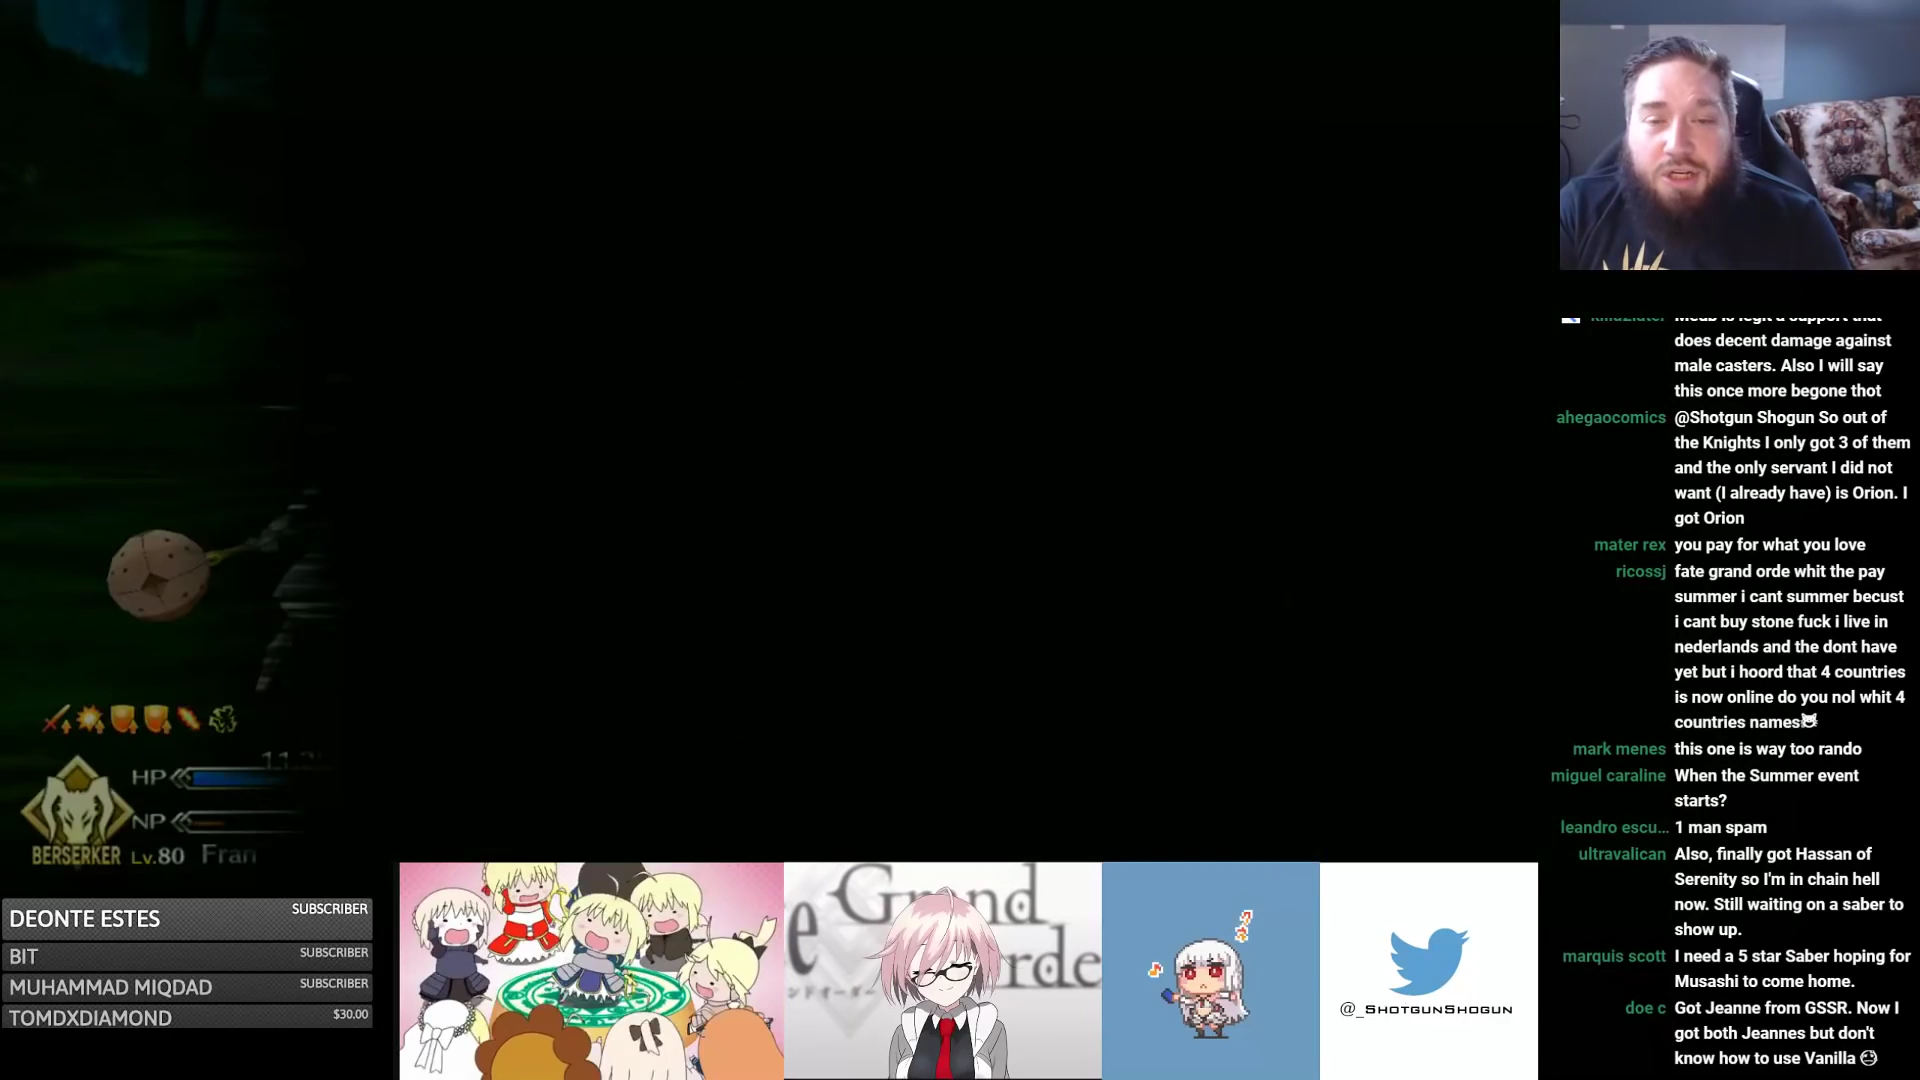 does decent damage against
male casters. Also I will say
this once more begone thot
ahegaocomics @Shotgun Shogun So out of
the Knights I only got 3 of them
and the only servant I did not
want (I already have) is Orion. I
got Orion
mater rex you pay for what you love
ricossj fate grand orde whit the pay
summer i cant summer becust
i cant buy stone fuck i live in
nederlands and the dont have
yet but i hoord that 4 countries
is now online do you nol whit 4
countries names
mark menes this one is way too rando
miguel caraline When the Summer event
starts?
leandro escu... 1 man spam
ultravalican Also, finally got Hassan of
Serenity so I'm in chain hell
now. Still waiting on a saber to
show up.
marquis scott I need a 5 star Saber hoping for
Musashi to come home.
doe c Got Jeanne from GSSR. Now I
got both Jeannes but don't
know how to use Vanilla
HP
NP
BERSERKER Lv.80 Fran
DEONTE ESTES SUBSCRIBER
BIT SUBSCRIBER
MUHAMMAD MIQDAD SUBSCRIBER
TOMDXDIAMOND $30.00
e Grand
rde
ンドオーダー
@_SHOTGUNSHOGUN